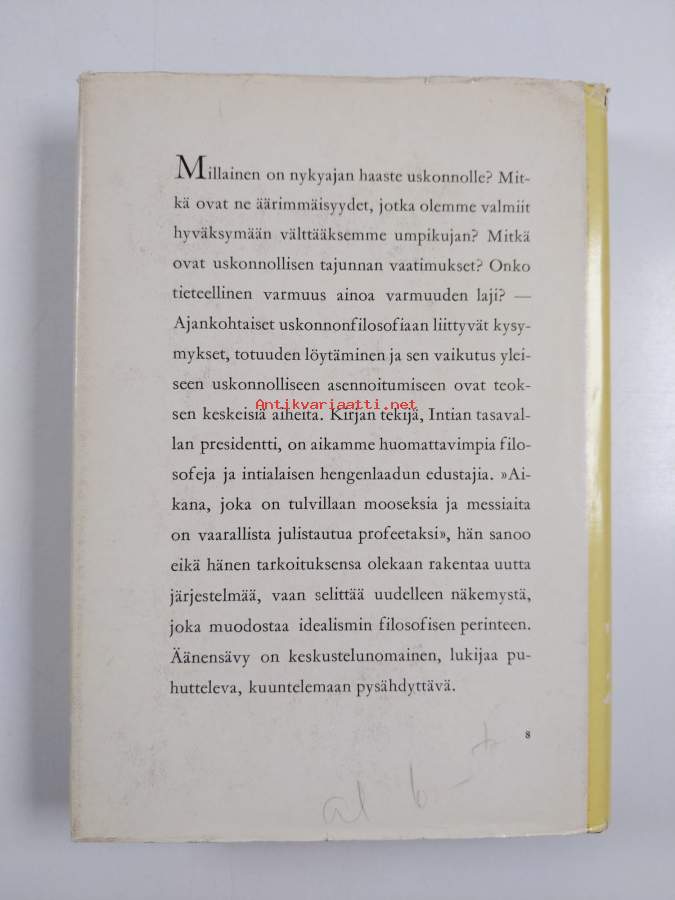 Millainen on nykyajan haaste uskonnolle? Mit-
kä ovat ne äärimmäisyydet, jotka olemme valmiit
hyväksymään välttääksemme umpikujan? Mitkä
ovat uskonnollisen tajunnan vaatimukset? Onko
tieteellinen varmuus ainoa varmuuden laji? —
Ajankohtaiset uskonnonfilosofiaan liittyvät kysy-
mykset, totuuden löytäminen ja sen vaikutus ylei-
seen uskonnolliseen asennoitumiseen ovat teok-
sen keskeisiä aiheita. Kirjan tekijä, Intian tasaval-
Antikvariaatti.net
lan presidentti, on aikamme huomattavimpia filo-
sofeja ja intialaisen hengenlaadun edustajia. »Ai-
kana, joka on tulvillaan mooseksia ja messiaita
on vaarallista julistautua profeetaksi», hän sanoo
eikä hänen tarkoituksensa olekaan rakentaa uutta
järjestelmää, vaan selittää uudelleen näkemystä,
joka muodostaa idealismin filosofisen perinteen.
Äänensävy on keskustelunomainen, lukijaa pu-
hutteleva, kuuntelemaan pysähdyttävä.
8